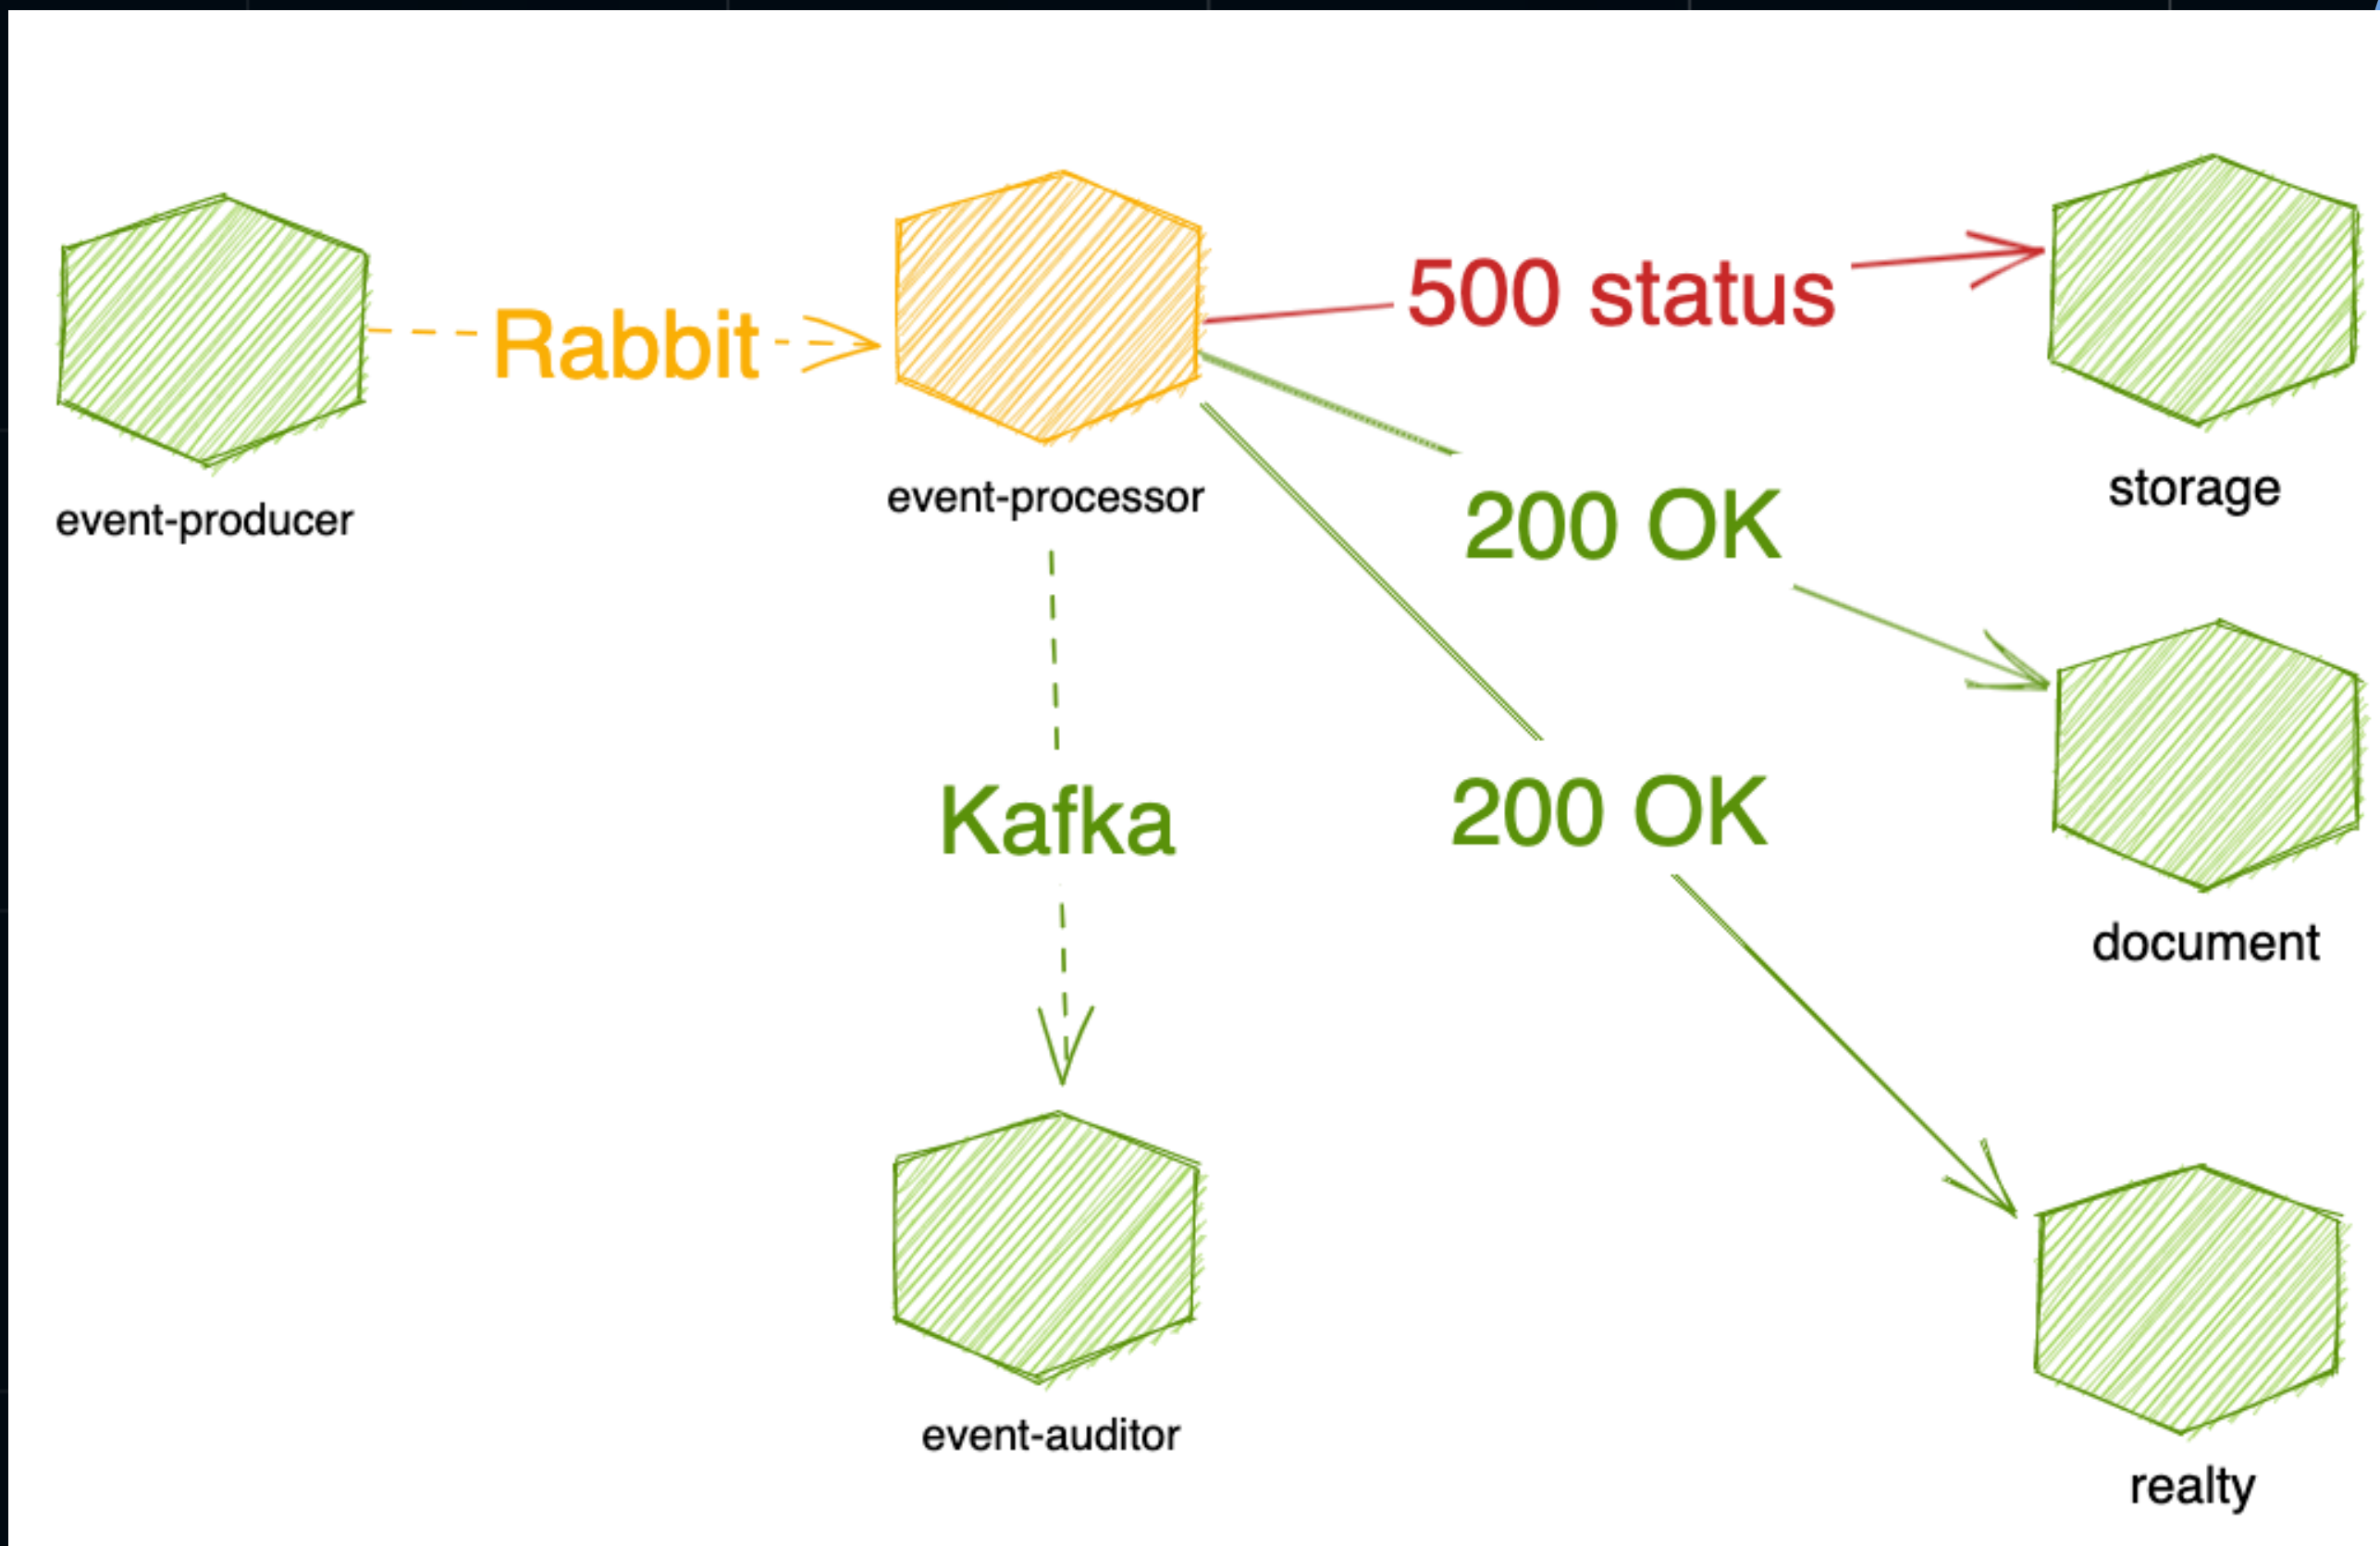 500 status
Rabbit
storage
event-processor
event-producer
200 OK
Kafka
200 OK
document
event-auditor
realty